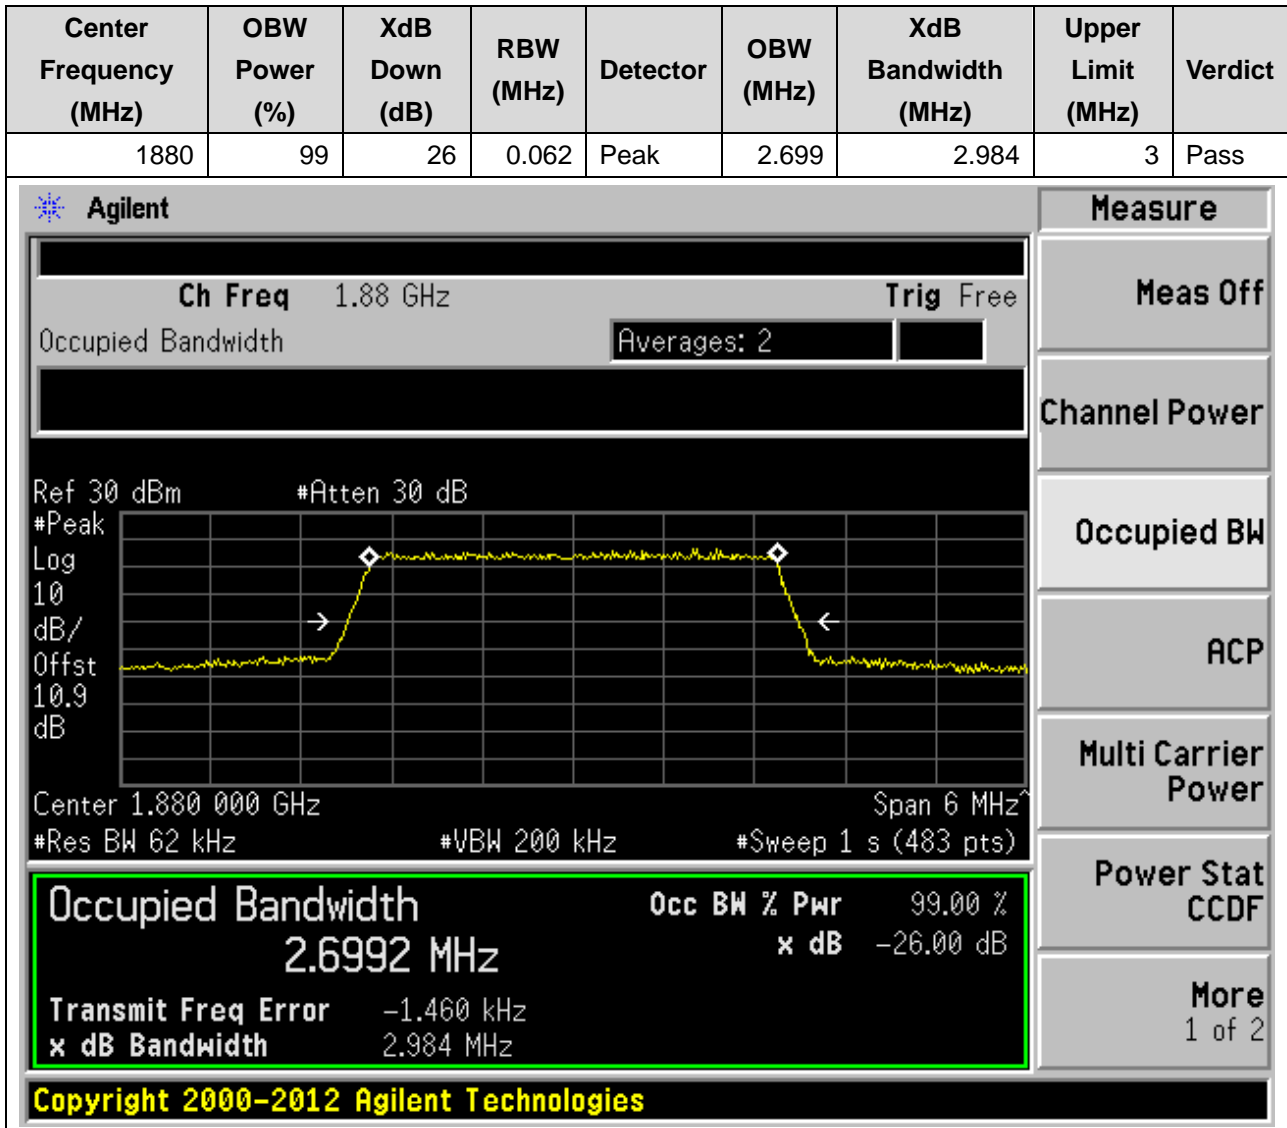 Center Frequency (MHz) OBW Power (%) XdB Down (dB) RBW (MHz) Detector OBW (MHz) XdB Bandwidth (MHz) Upper Limit (MHz) Verdict
1880 99 26 0.062 Peak 2.699 2.984 3 Pass
Agilent
Measure
Ch Freq 1.88 GHz Trig Free
Meas Off
Occupied Bandwidth Averages: 2
Channel Power
Ref 30 dBm #Atten 30 dB
#Peak
Log
10
dB/
Offst
10.9
dB
Occupied BW
ACP
Multi Carrier
Power
Center 1.880 000 GHz Span 6 MHz^
#Res BW 62 kHz #VBW 200 kHz #Sweep 1 s (483 pts)
Power Stat
CCDF
Occupied Bandwidth Occ BW % Pwr 99.00 %
2.6992 MHz x dB -26.00 dB
Transmit Freq Error -1.460 kHz
x dB Bandwidth 2.984 MHz
More
1 of 2
Copyright 2000-2012 Agilent Technologies